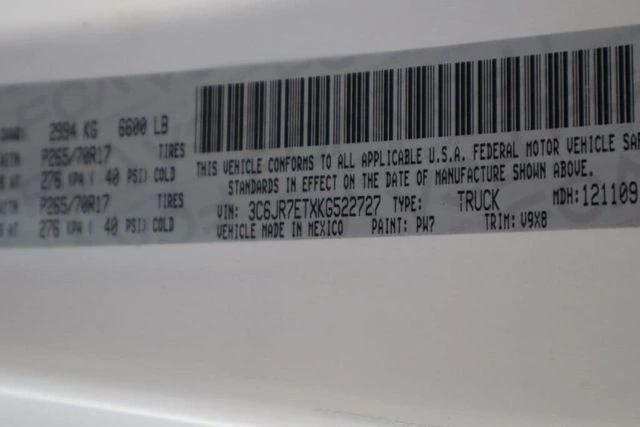 2994 KG 6600 LB
P265/70R17 TIRES
276 KPA ( 40 PSI) COLD
P265/70R17 TIRES
AT 276 KPA ( 40 PSI) COLD
THIS VEHICLE CONFORMS TO ALL APPLICABLE U.S.A. FEDERAL MOTOR VEHICLE SA
STANDARDS IN EFFECT ON THE DATE OF MANUFACTURE SHOWN ABOVE.
VIN: 3C6JR7ETXKG522727 TYPE: TRUCK MDH:121109
VEHICLE MADE IN MEXICO PAINT: PW7 TRIM: V9X8